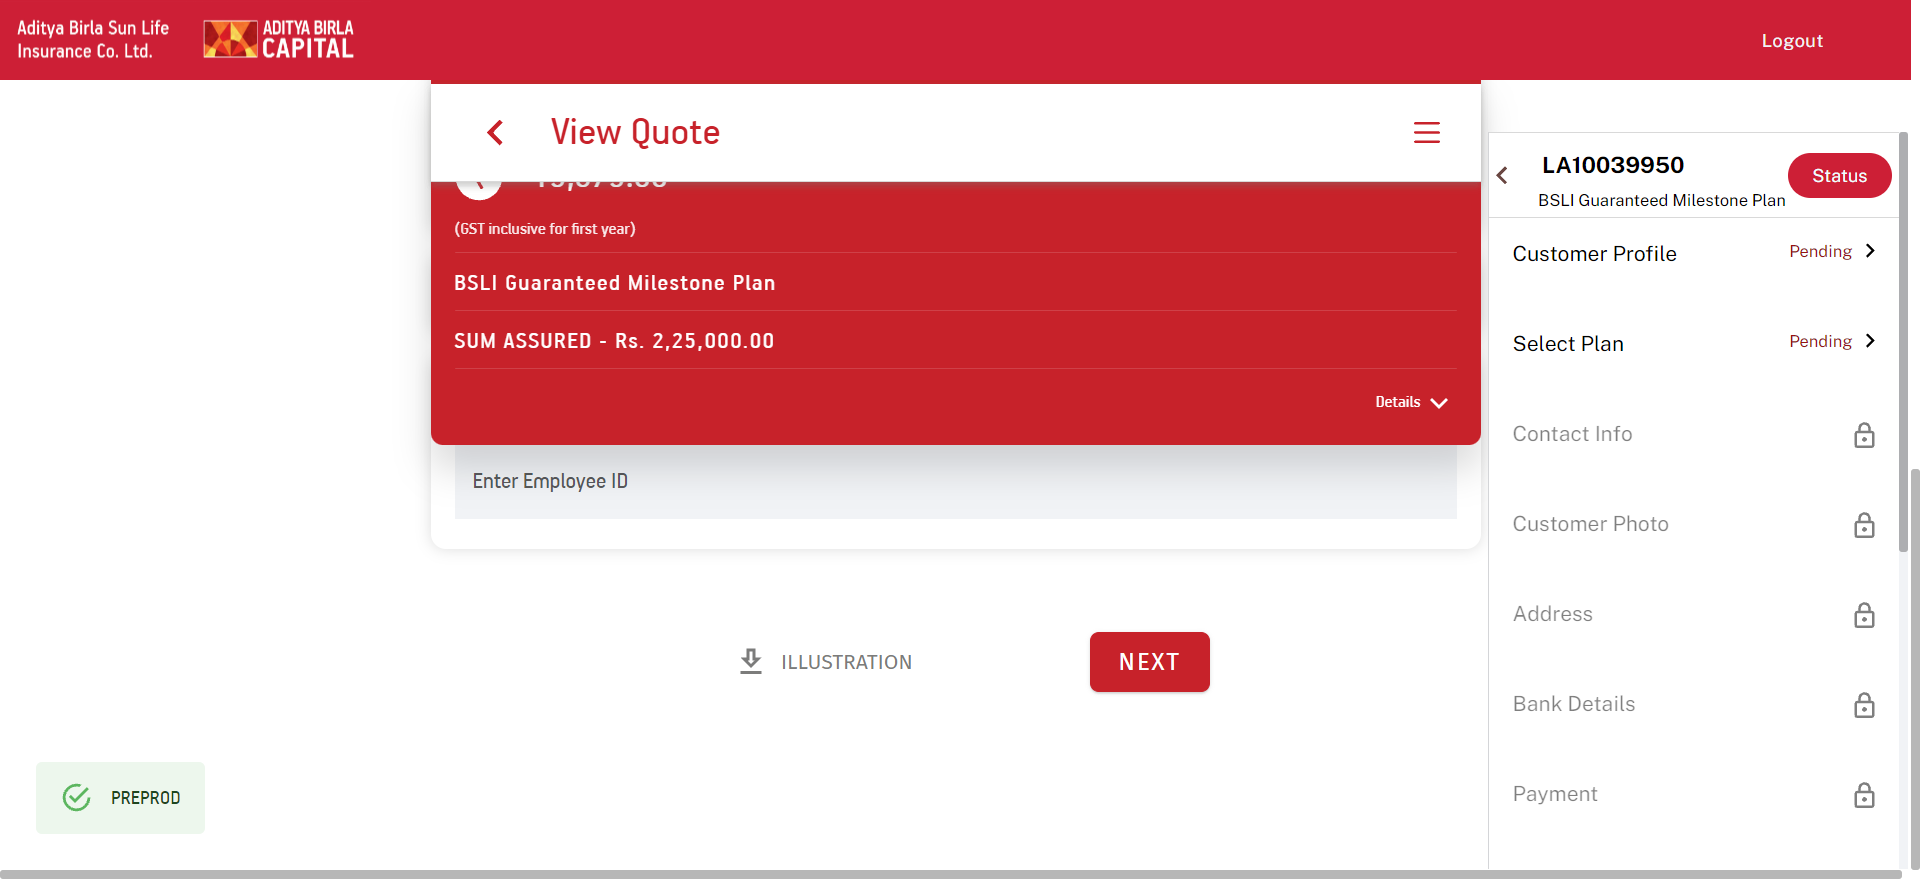 Aditya Birla Sun Life
Insurance Co. Ltd.
ADITYA BIRLA
CAPITAL
Logout
View Quote
(GST inclusive for first year)
BSLI Guaranteed Milestone Plan
SUM ASSURED - Rs. 2,25,000.00
Details
Enter Employee ID
ILLUSTRATION
NEXT
PREPROD
LA10039950
BSLI Guaranteed Milestone Plan
Status
Customer Profile
Pending
Select Plan
Pending
Contact Info
Customer Photo
Address
Bank Details
Payment